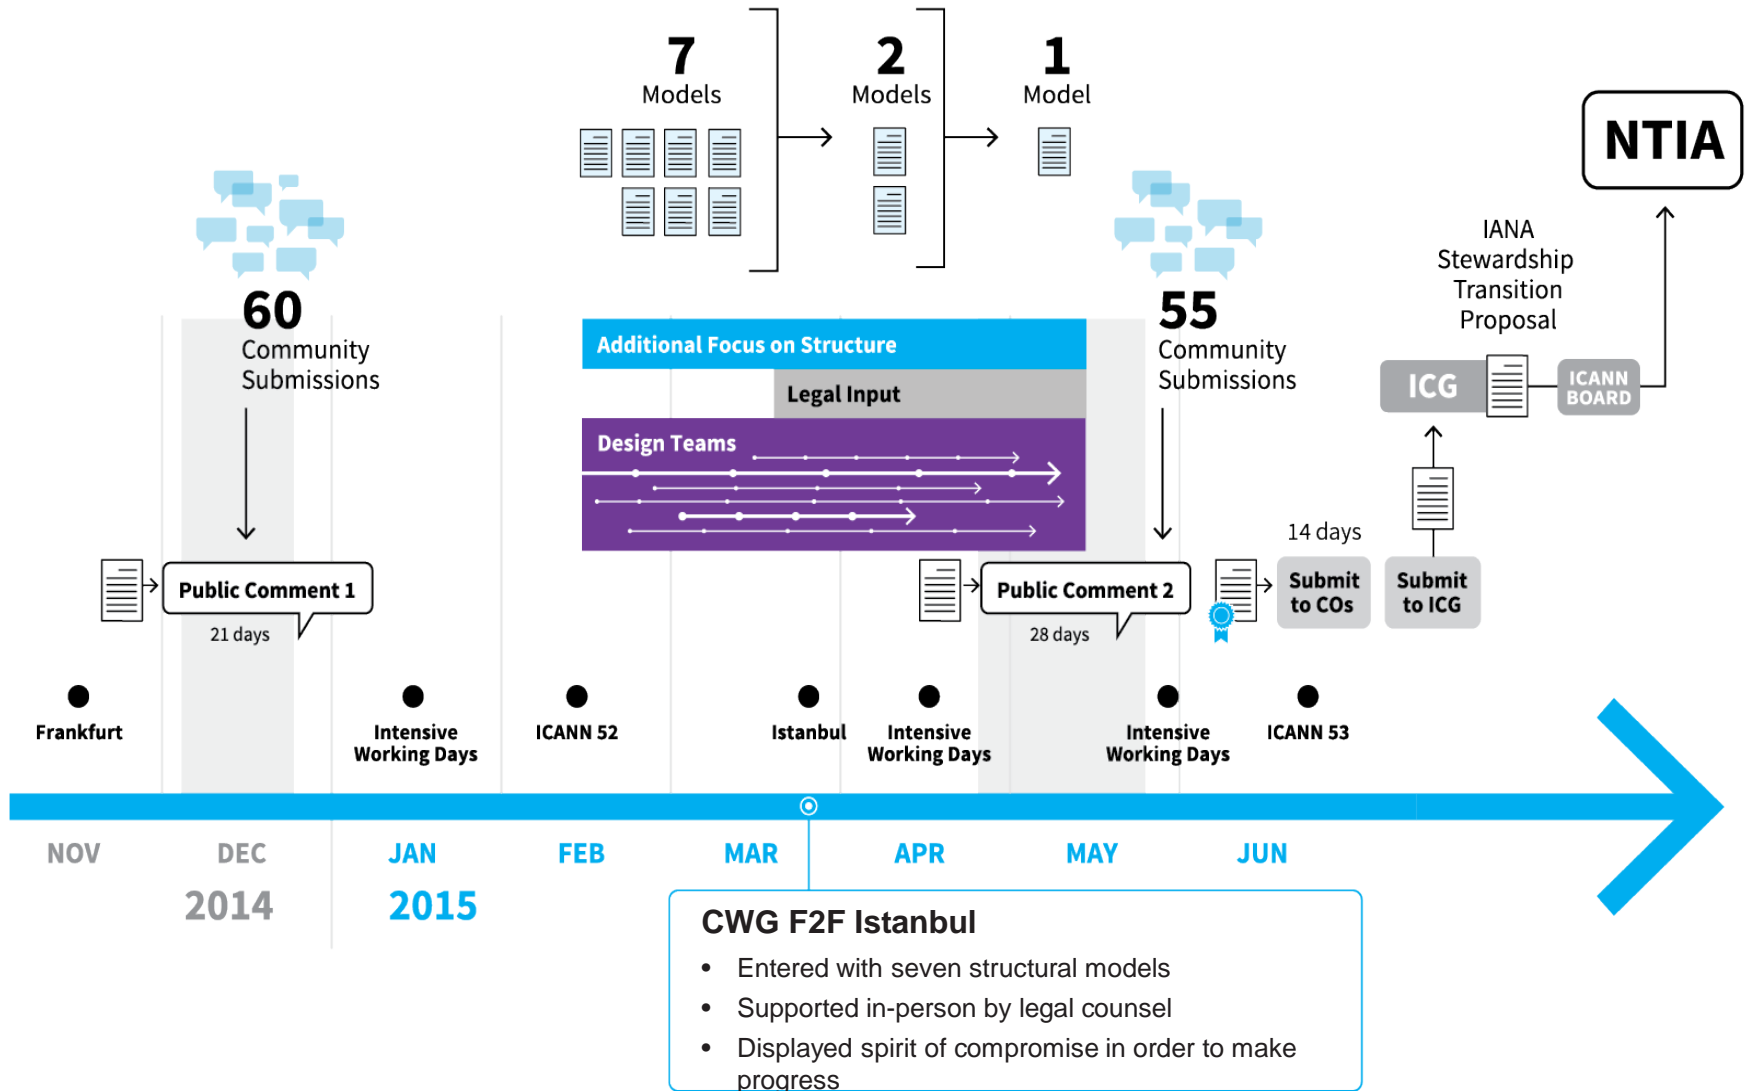 7
Models
2
Models
1
Model
NTIA
60
Community
Submissions
55
Community
Submissions
IANA
Stewardship
Transition
Proposal
Additional Focus on Structure
Legal Input
Design Teams
ICG
ICANN
BOARD
Public Comment 1
21 days
Public Comment 2
28 days
14 days
Submit
to COs
Submit
to ICG
Frankfurt
Intensive
Working Days
ICANN 52
Istanbul
Intensive
Working Days
Intensive
Working Days
ICANN 53
NOV
DEC
JAN
FEB
MAR
APR
MAY
JUN
2014
2015
CWG F2F Istanbul
• Entered with seven structural models
• Supported in-person by legal counsel
• Displayed spirit of compromise in order to make
progress